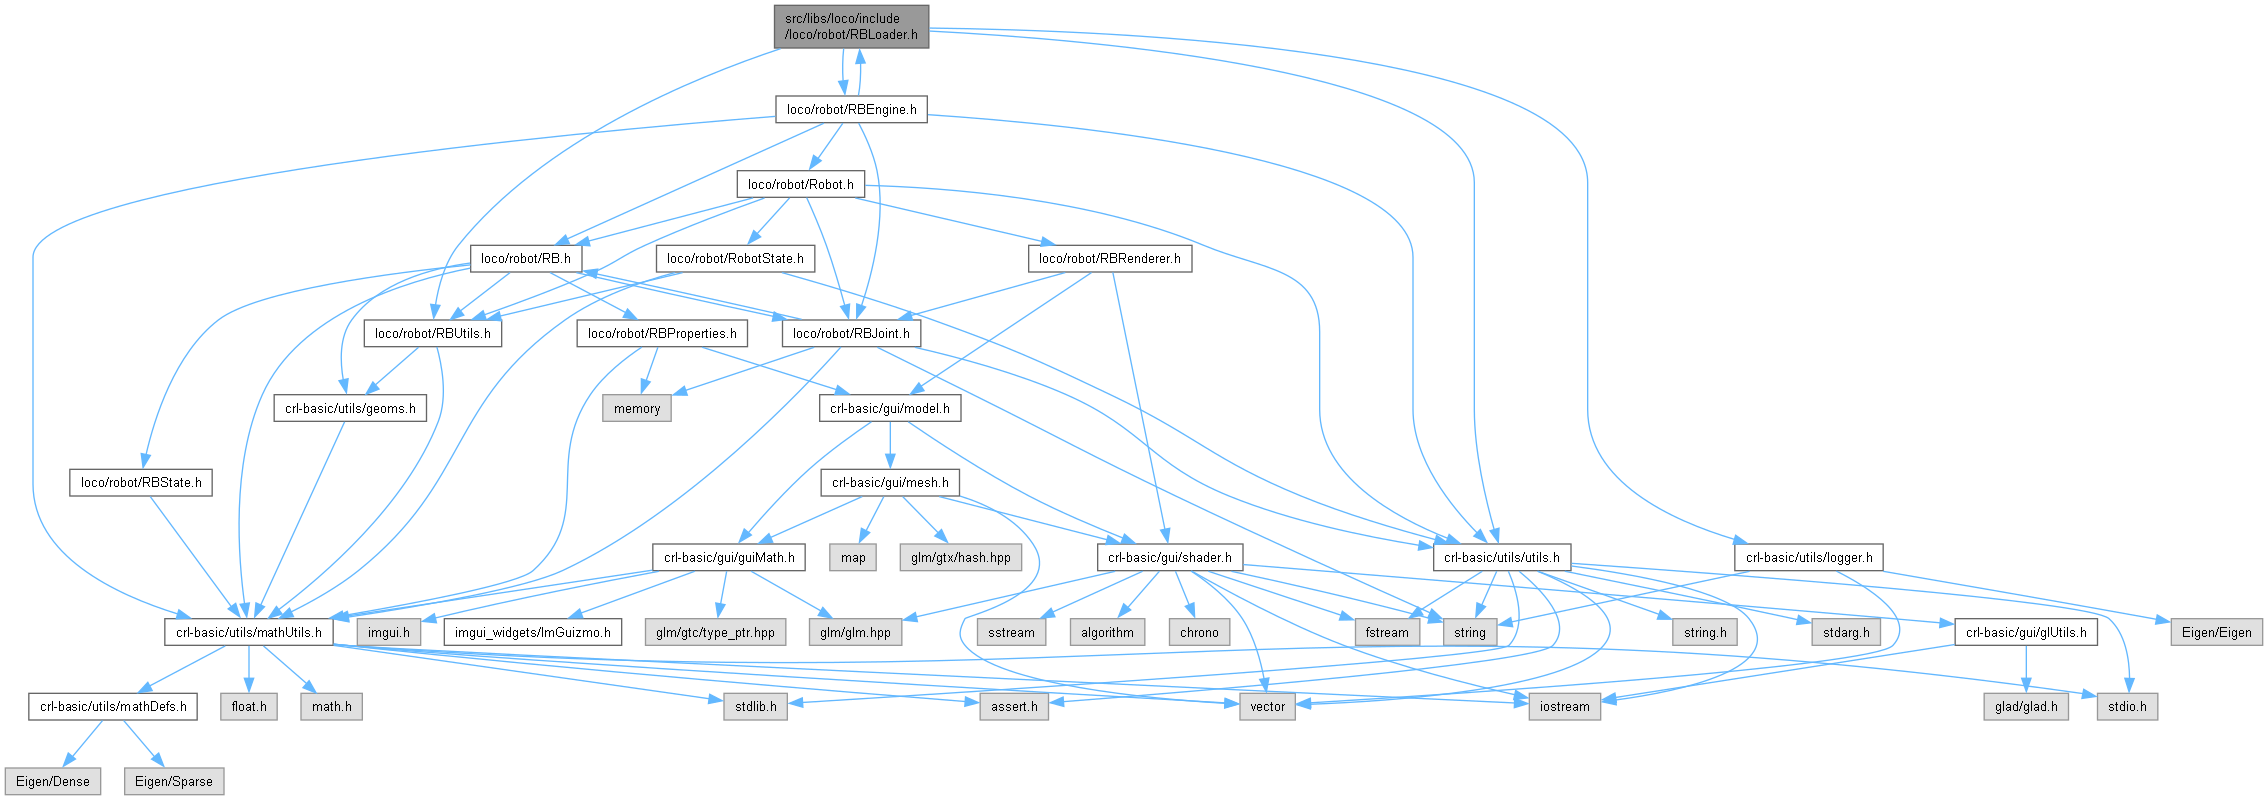 src/libs/loco/include
/loco/robot/RBLoader.h
loco/robot/RBEngine.h
loco/robot/Robot.h
loco/robot/RB.h
loco/robot/RobotState.h
loco/robot/RBRenderer.h
loco/robot/RBUtils.h
loco/robot/RBProperties.h
loco/robot/RBJoint.h
crl-basic/utils/geoms.h
memory
crl-basic/gui/model.h
loco/robot/RBState.h
crl-basic/gui/mesh.h
crl-basic/gui/guiMath.h
map
glm/gtx/hash.hpp
crl-basic/gui/shader.h
crl-basic/utils/utils.h
crl-basic/utils/logger.h
crl-basic/utils/mathUtils.h
imgui.h
imgui_widgets/ImGuizmo.h
glm/gtc/type_ptr.hpp
glm/glm.hpp
sstream
algorithm
chrono
fstream
string
string.h
stdarg.h
crl-basic/gui/glUtils.h
Eigen/Eigen
crl-basic/utils/mathDefs.h
float.h
math.h
stdlib.h
assert.h
vector
iostream
glad/glad.h
stdio.h
Eigen/Dense
Eigen/Sparse